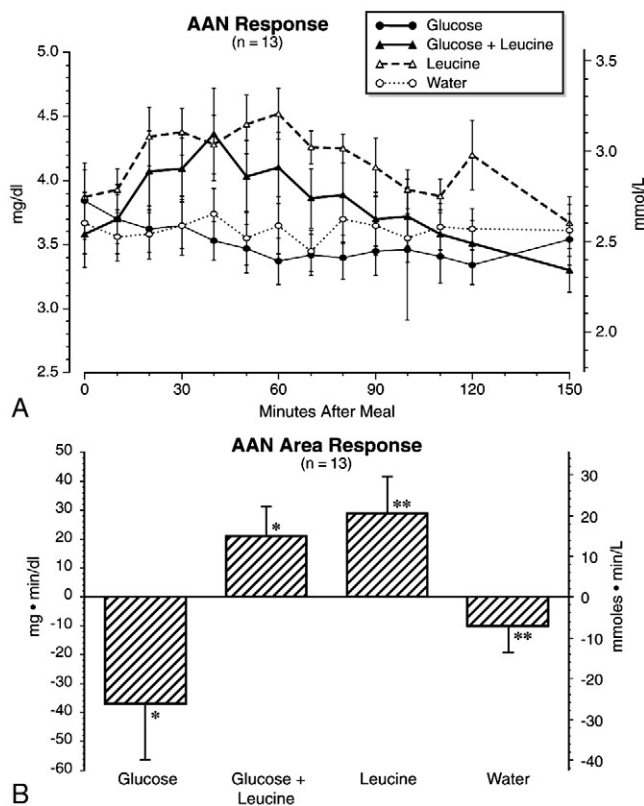 AAN Response
(n = 13)
Glucose
Glucose + Leucine
Leucine
Water
5.0
4.5
4.0
3.5
3.0
2.5
mg/dl
3.5
3.0
2.5
2.0
mmol/L
0
30
60
90
120
150
Minutes After Meal
A
AAN Area Response
(n = 13)
50
40
30
20
10
0
-10
-20
-30
-40
-50
-60
mg • min/dl
30
20
10
0
-10
-20
-30
-40
mmoles • min/L
*
*
**
**
Glucose
Glucose +
Leucine
Leucine
Water
B